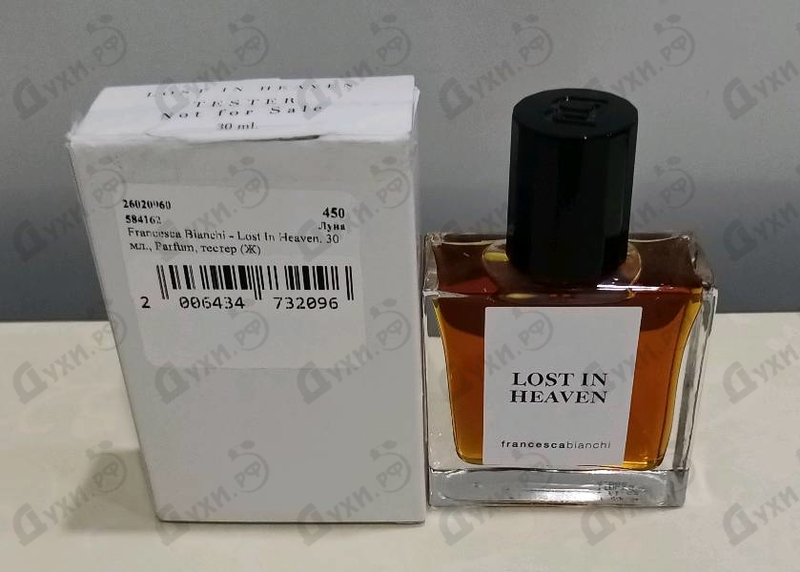 LOST IN HEAVEN
TESTER
Not for Sale
30 ml.
26020960
584162
450
Луна
Francesca Bianchi - Lost In Heaven, 30
мл., Parfum, тестер (Ж)
2 006434 732096
LOST IN
HEAVEN
francescabianchi
Духи.рф